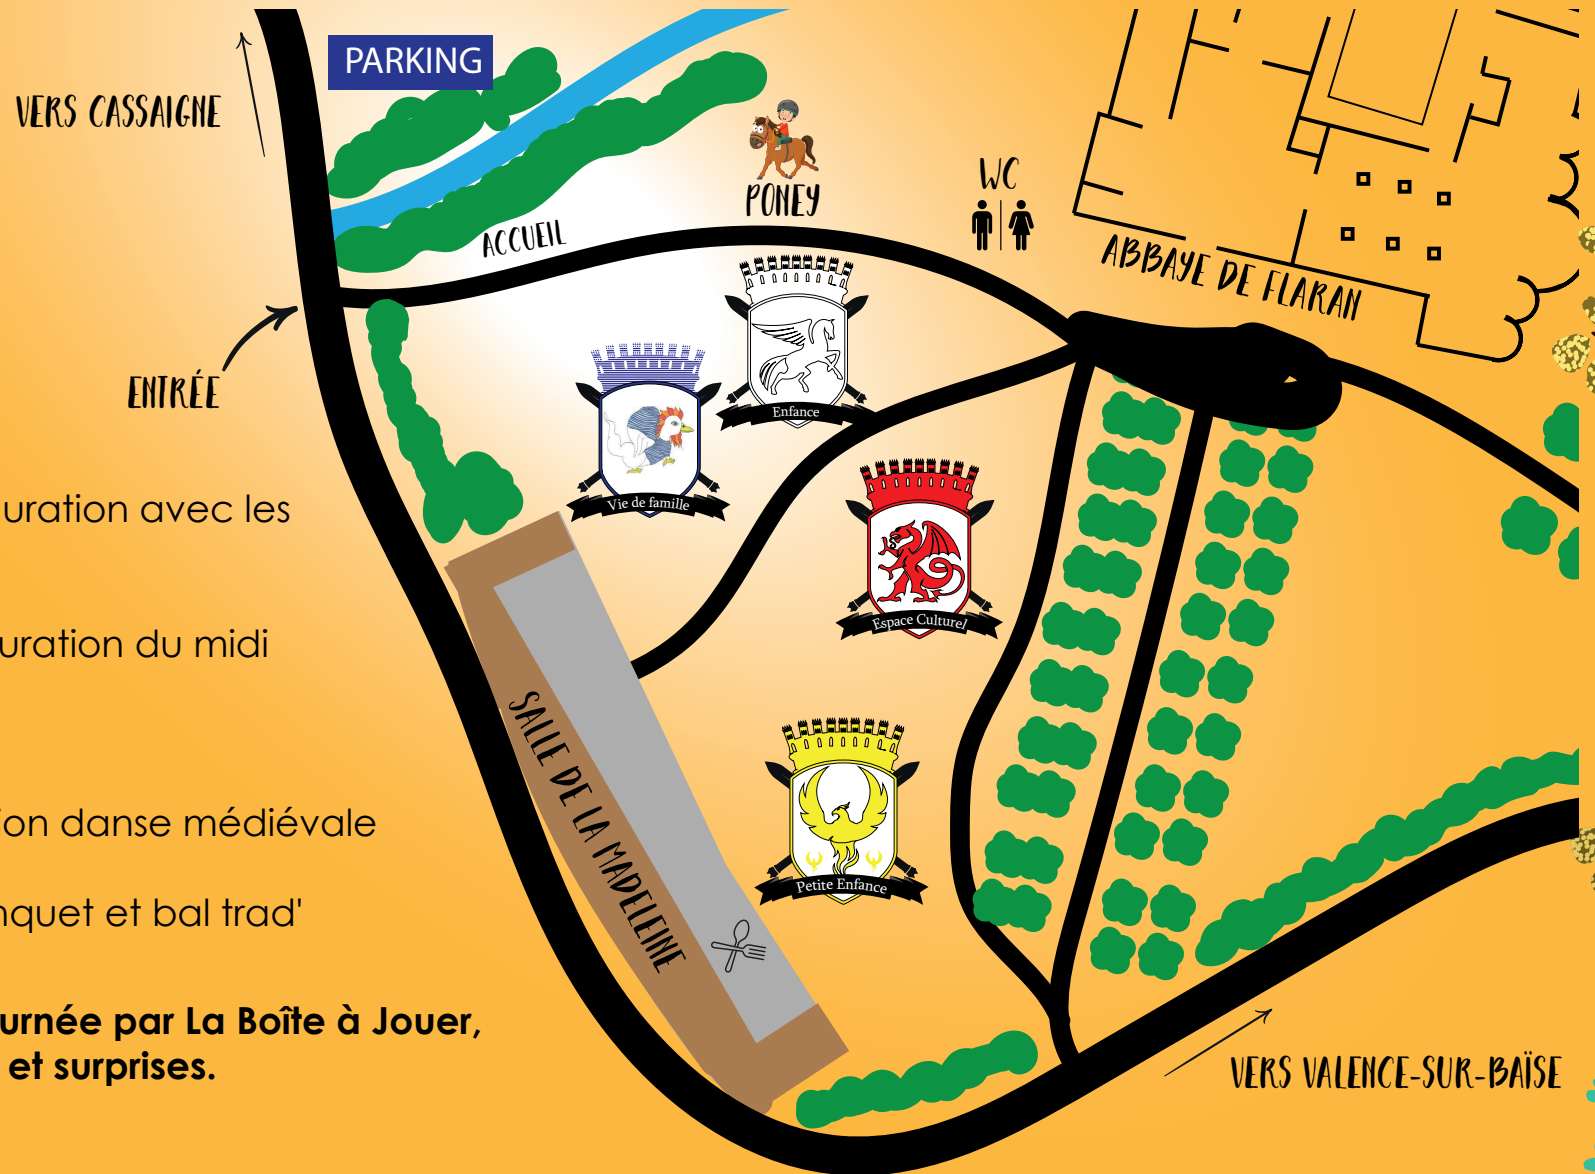 PARKING
VERS CASSAIGNE
PONEY
WC
ACCUEIL
ABBAYE DE FLARAN
ENTRÉE
Enfance
Vie de famille
Espace Culturel
Petite Enfance
SALLE DE LA MADELEINE
VERS VALENCE-SUR-BAÏSE
uration avec les
uration du midi
ion danse médiévale
nquet et bal trad'
urnée par La Boîte à Jouer,
et surprises.